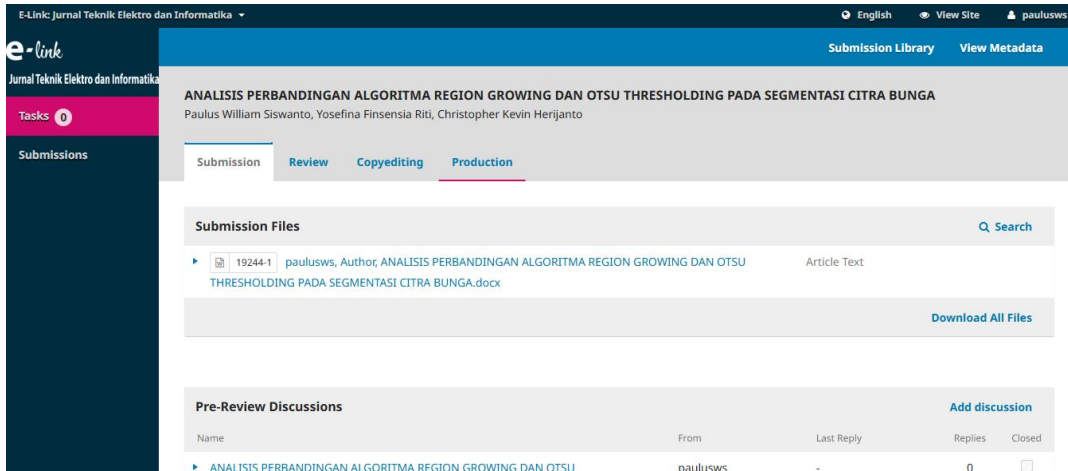 E-Link: Jurnal Teknik Elektro dan Informatika
English View Site paulusws
e-link
Jurnal Teknik Elektro dan Informatika
Submission Library View Metadata
Tasks 0
Submissions
ANALISIS PERBANDINGAN ALGORITMA REGION GROWING DAN OTSU THRESHOLDING PADA SEGMENTASI CITRA BUNGA
Paulus William Siswanto, Yosefina Finsensia Riti, Christopher Kevin Herijanto
Submission Review Copyediting Production
Submission Files Search
19244-1 paulusws, Author, ANALISIS PERBANDINGAN ALGORITMA REGION GROWING DAN OTSU Article Text
THRESHOLDING PADA SEGMENTASI CITRA BUNGA.docx
Download All Files
Pre-Review Discussions Add discussion
Name From Last Reply Replies Closed
ANALISIS PERBANDINGAN ALGORITMA REGION GROWING DAN OTSU paulusws - 0